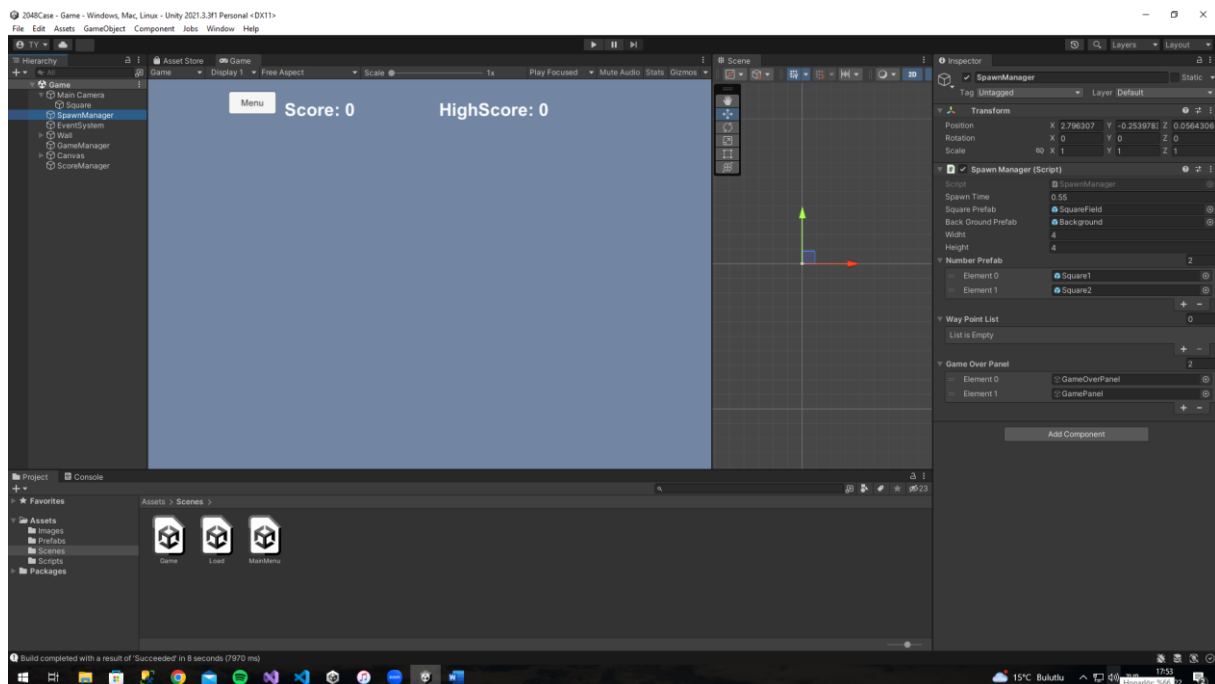 2048Case - Game - Windows, Mac, Linux - Unity 2021.3.3f1 Personal <DX11>
File Edit Assets GameObject Component Jobs Window Help
TY
Layers Layout
Hierarchy
All
Game
Main Camera
Square
SpawnManager
EventSystem
Wall
GameManager
Canvas
ScoreManager
Asset Store Game
Game Display 1 Free Aspect Scale 1x Play Focused Mute Audio Stats Gizmos
Menu Score: 0 HighScore: 0
Scene
2D
Inspector
SpawnManager Static
Tag Untagged Layer Default
Transform
Position X 2.796307 Y -0.2539783 Z 0.0564306
Rotation X 0 Y 0 Z 0
Scale X 1 Y 1 Z 1
Spawn Manager (Script)
Script SpawnManager
Spawn Time 0.55
Square Prefab SquareField
Back Ground Prefab Background
Widht 4
Height 4
Number Prefab 2
Element 0 Square1
Element 1 Square2
+ -
Way Point List 0
List is Empty
+ -
Game Over Panel 2
Element 0 GameOverPanel
Element 1 GamePanel
+ -
Add Component
Project Console
23
Favorites
Assets
Images
Prefabs
Scenes
Scripts
Packages
Assets > Scenes >
Game Load MainMenu
Build completed with a result of 'Succeeded' in 8 seconds (7970 ms)
15°C Bulutlu
17:53